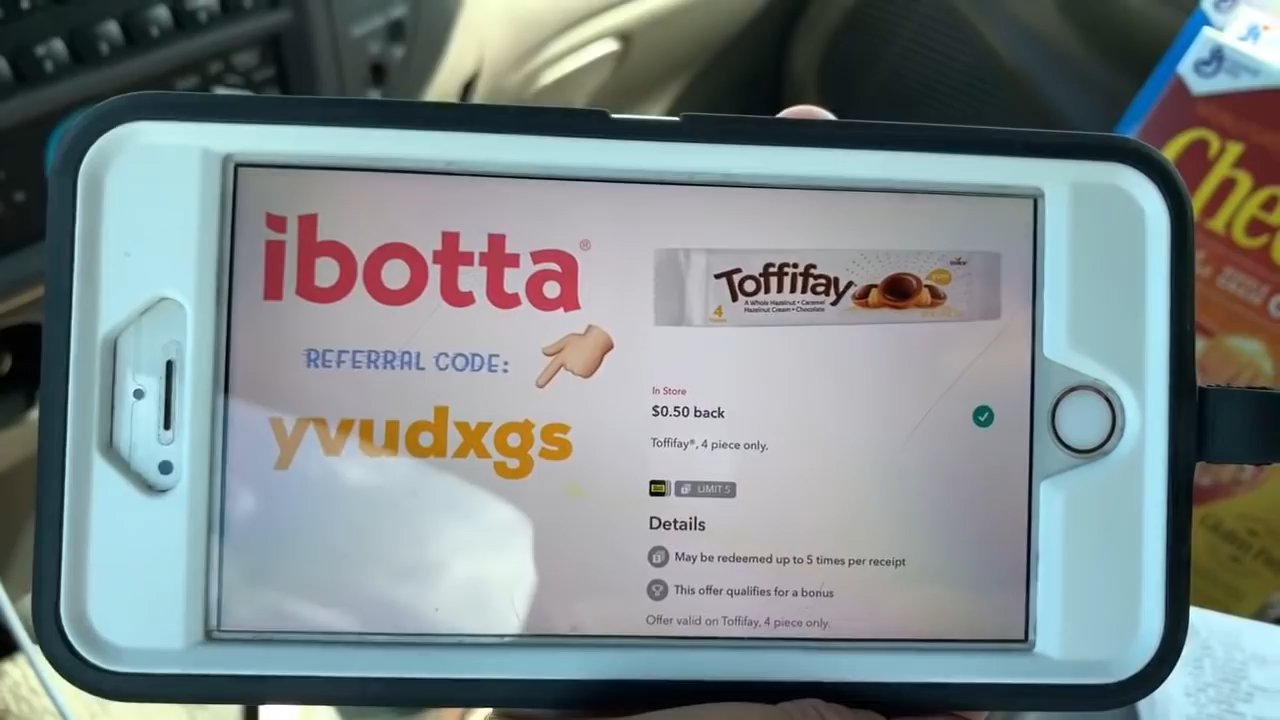 ibotta®
REFERRAL CODE:
yvudxgs
Toffifay
A Whole Hazelnut • Caramel
Hazelnut Cream • Chocolate
4
In Store
$0.50 back
Toffifay®, 4 piece only.
LIMIT 5
Details
May be redeemed up to 5 times per receipt
This offer qualifies for a bonus
Offer valid on Toffifay, 4 piece only.
Chee